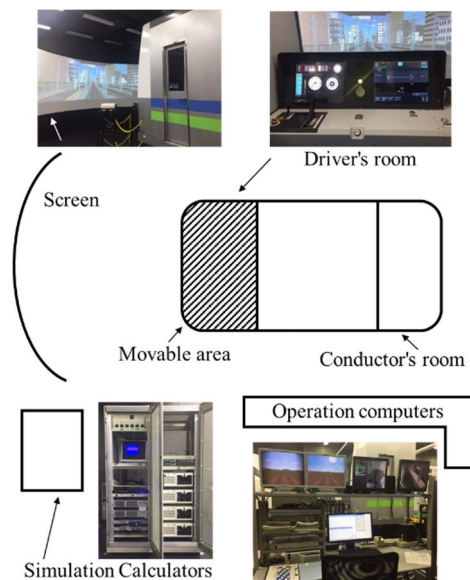 Driver's room
Screen
Movable area
Conductor's room
Operation computers
Simulation Calculators